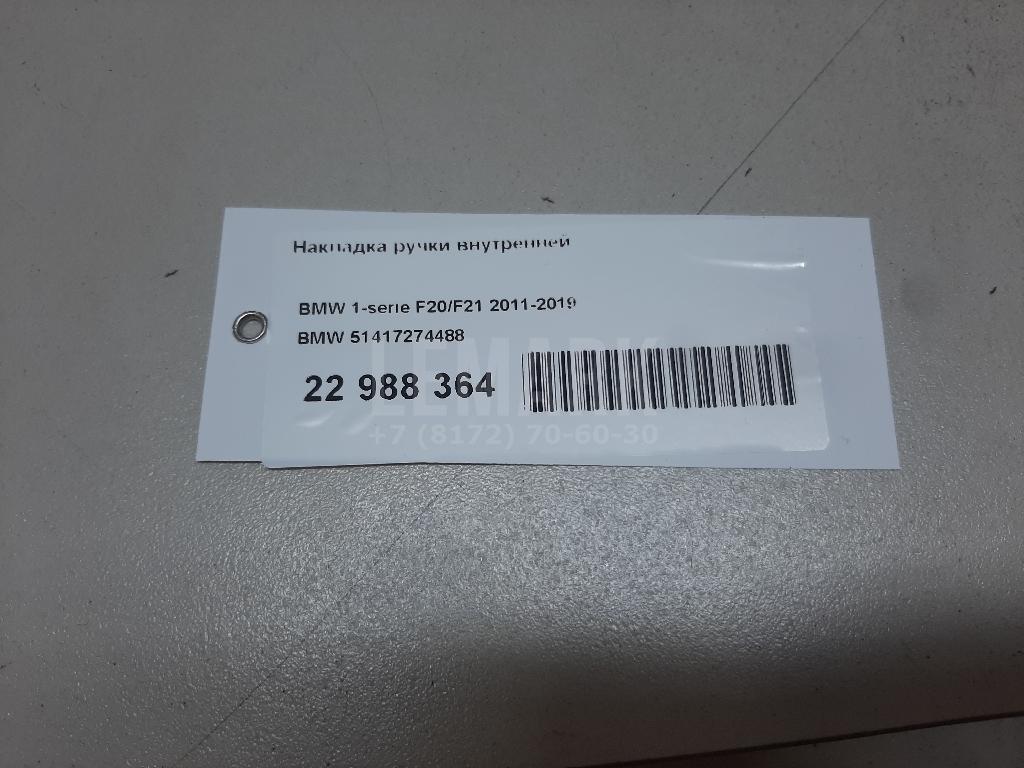 Накладка ручки внутренней
BMW 1-serie F20/F21 2011-2019
BMW 51417274488
22 988 364
LEMARK
+7 (8172) 70-60-30